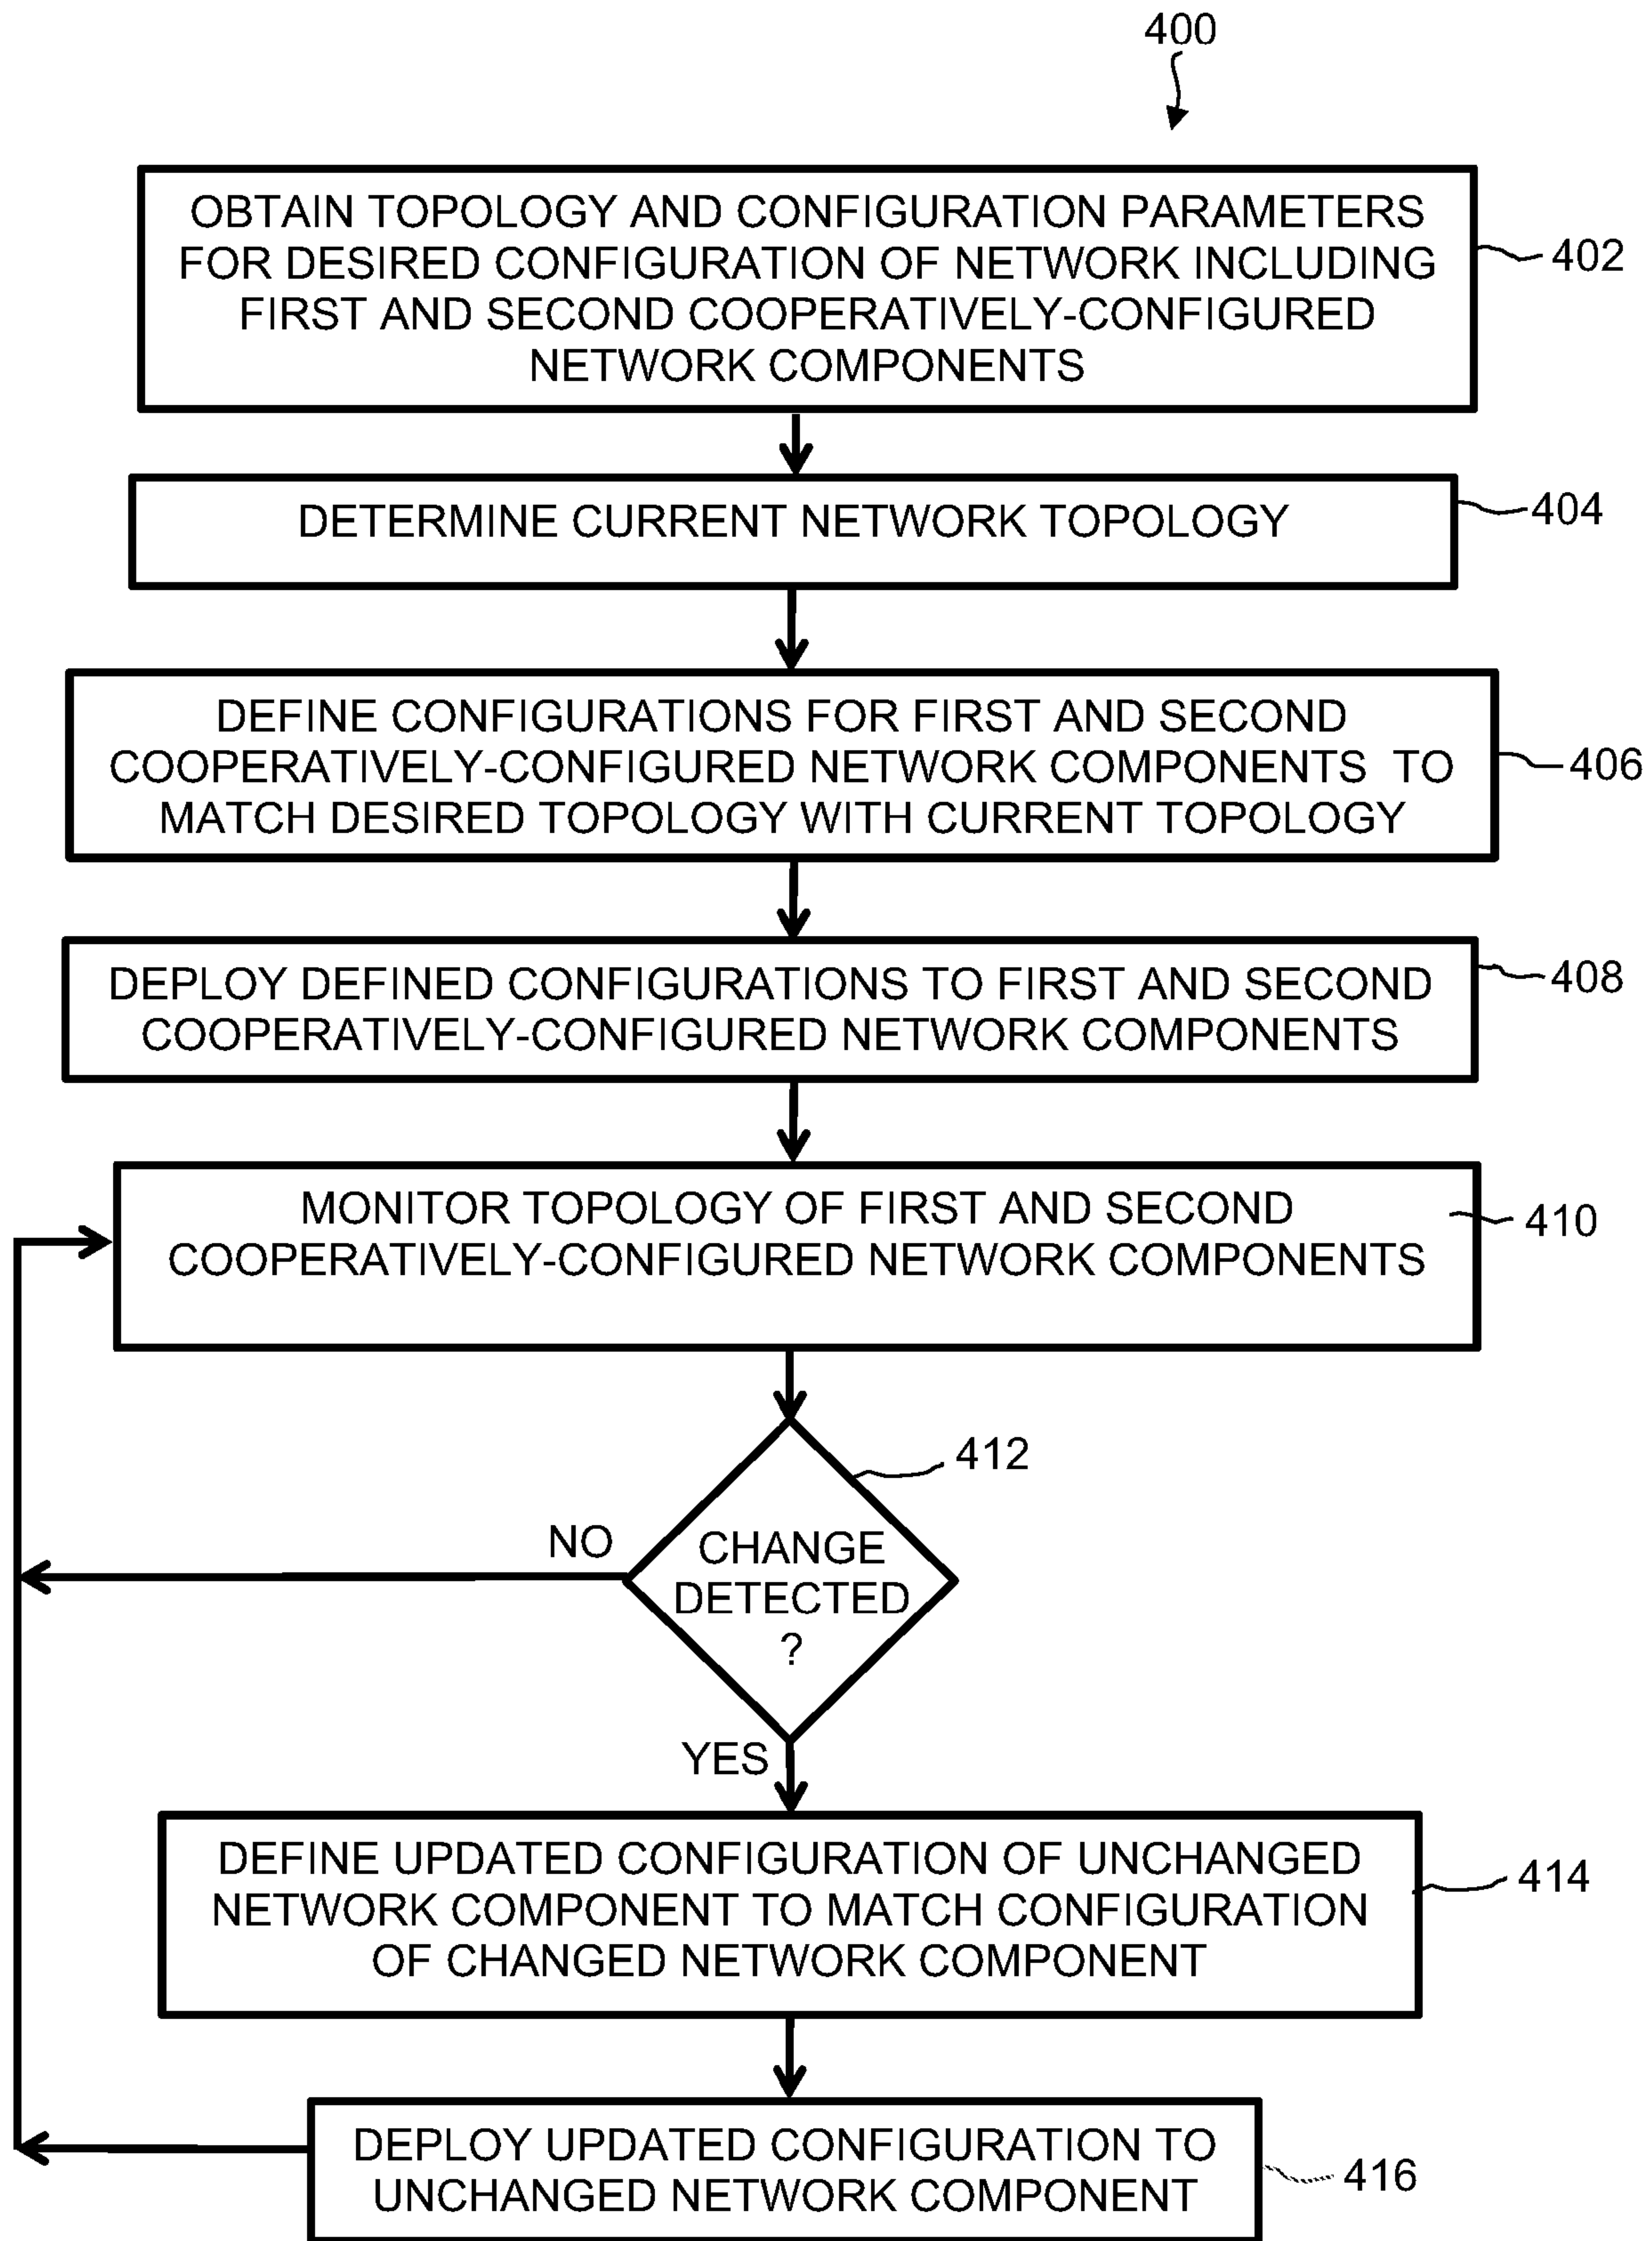 400
OBTAIN TOPOLOGY AND CONFIGURATION PARAMETERS
FOR DESIRED CONFIGURATION OF NETWORK INCLUDING
FIRST AND SECOND COOPERATIVELY-CONFIGURED
NETWORK COMPONENTS
402
DETERMINE CURRENT NETWORK TOPOLOGY
404
DEFINE CONFIGURATIONS FOR FIRST AND SECOND
COOPERATIVELY-CONFIGURED NETWORK COMPONENTS TO
MATCH DESIRED TOPOLOGY WITH CURRENT TOPOLOGY
406
DEPLOY DEFINED CONFIGURATIONS TO FIRST AND SECOND
COOPERATIVELY-CONFIGURED NETWORK COMPONENTS
408
MONITOR TOPOLOGY OF FIRST AND SECOND
COOPERATIVELY-CONFIGURED NETWORK COMPONENTS
410
412
NO
CHANGE
DETECTED
?
YES
DEFINE UPDATED CONFIGURATION OF UNCHANGED
NETWORK COMPONENT TO MATCH CONFIGURATION
OF CHANGED NETWORK COMPONENT
414
DEPLOY UPDATED CONFIGURATION TO
UNCHANGED NETWORK COMPONENT
416